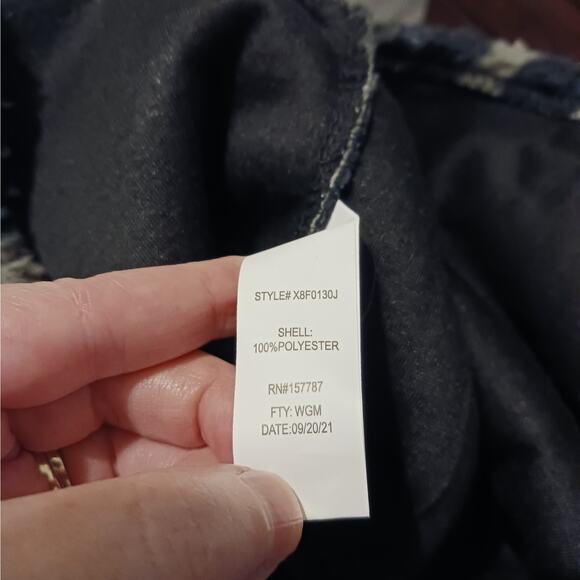 STYLE# X8F0130J
SHELL:
100%POLYESTER
RN#157787
FTY: WGM
DATE:09/20/21